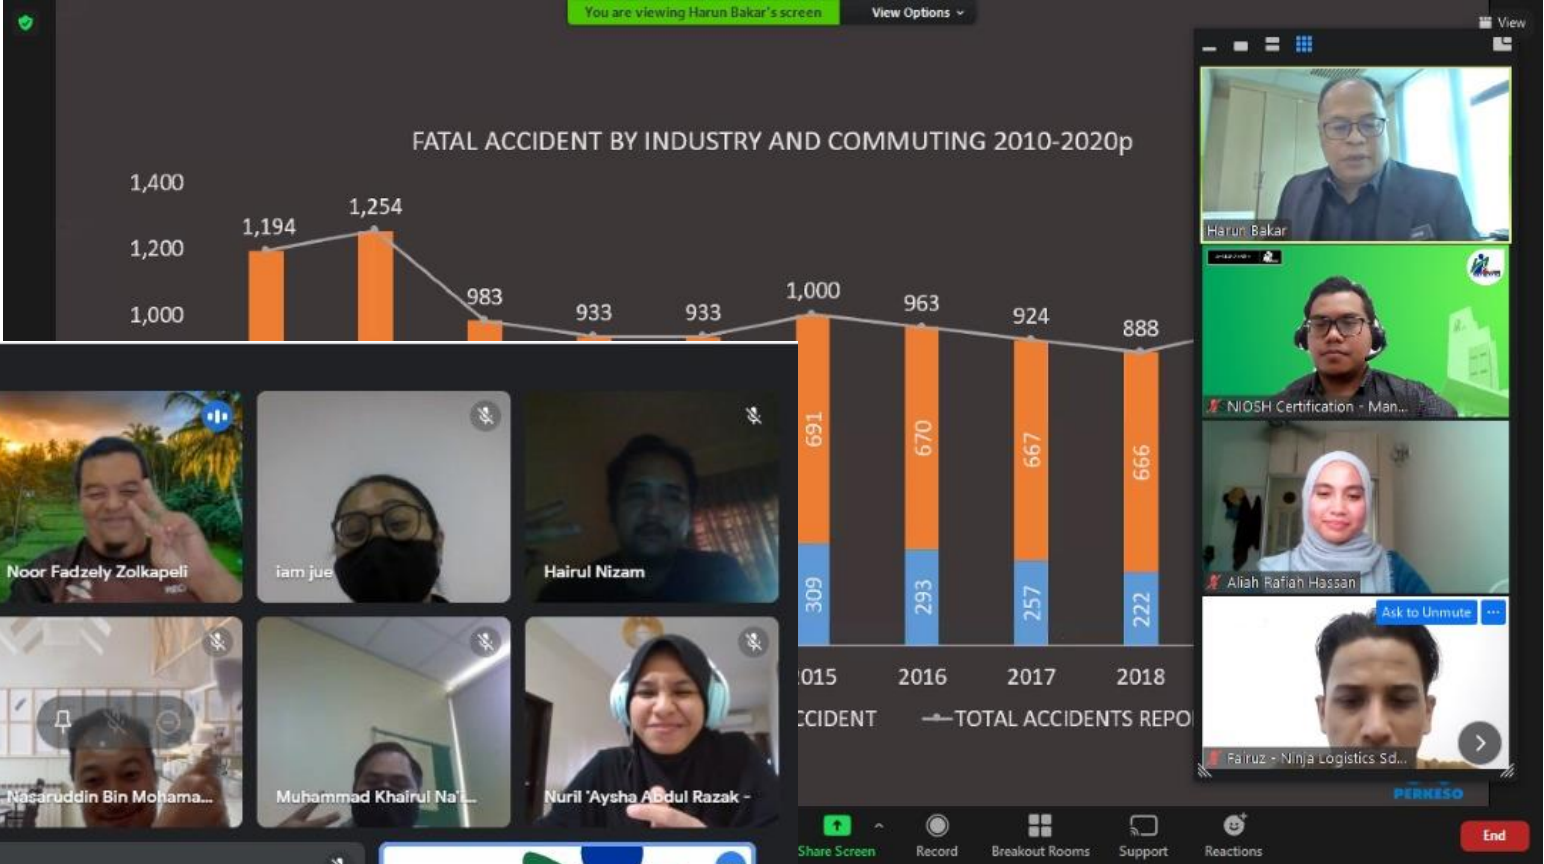 You are viewing Harun Bakar's screen
View Options
View
FATAL ACCIDENT BY INDUSTRY AND COMMUTING 2010-2020p
1,400
1,200
1,000
1,194
1,254
983
933
933
1,000
963
924
888
691
670
667
666
309
293
257
222
015
2016
2017
2018
CCIDENT
TOTAL ACCIDENTS REPO
Harun Bakar
NIOSH Certification - Man...
Aliah Rafiah Hassan
Ask to Unmute
Fairuz - Ninja Logistics Sd...
PERKESO
Noor Fadzely Zolkapeli
iam jue
Hairul Nizam
Nasaruddin Bin Mohama...
Muhammad Khairul Na'i...
Nuril 'Aysha Abdul Razak -
Share Screen
Record
Breakout Rooms
Support
Reactions
End